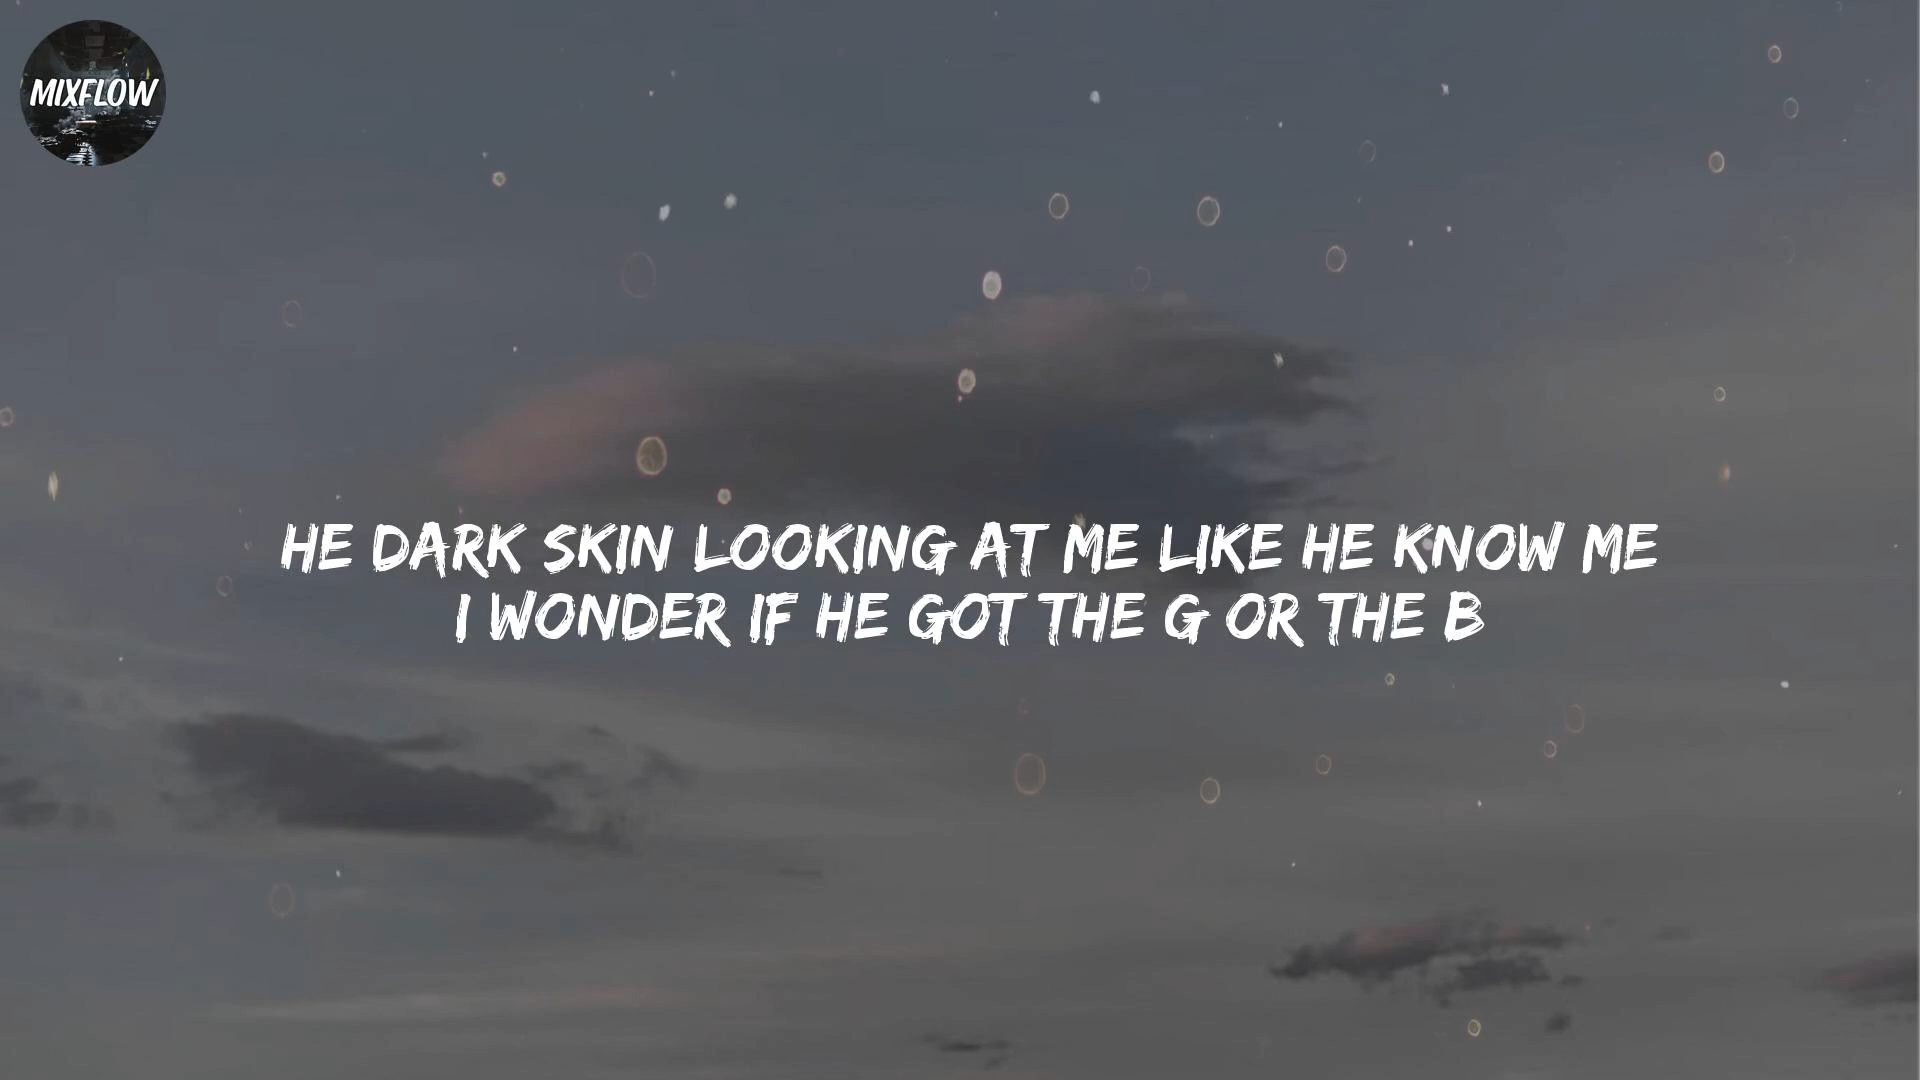 MIXFLOW
HE DARK SKIN LOOKING AT ME LIKE HE KNOW ME
I WONDER IF HE GOT THE G OR THE B